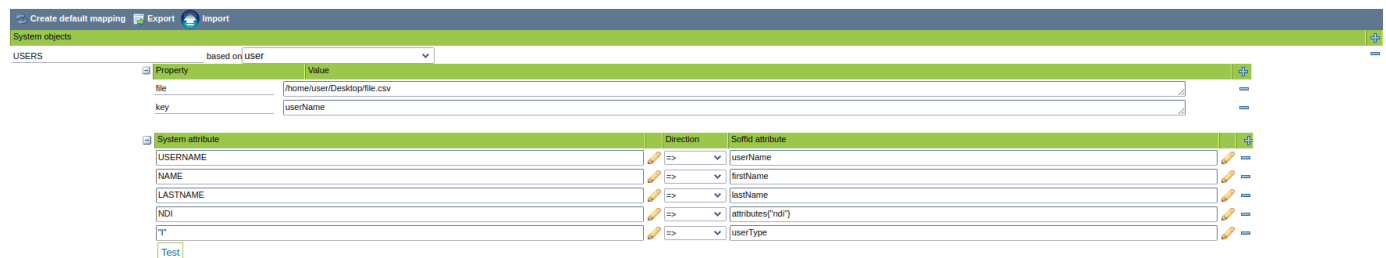 Create default mapping Export Import
System objects
USERS based on user
Property Value
file /home/user/Desktop/file.csv
key userName
System attribute Direction Soffid attribute
USERNAME => userName
NAME => firstName
LASTNAME => lastName
NDI => attributes{"ndi"}
"I" => userType
Test